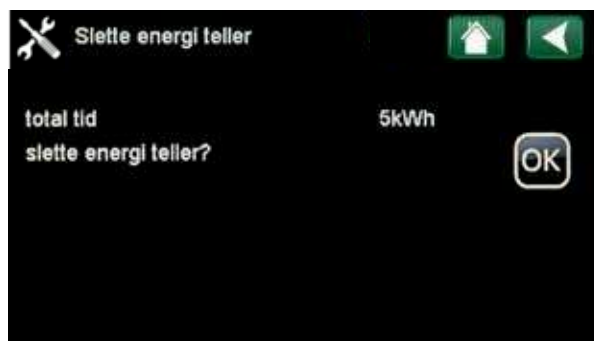 Slette energi teller
total tid 5kWh
slette energi teller?
OK